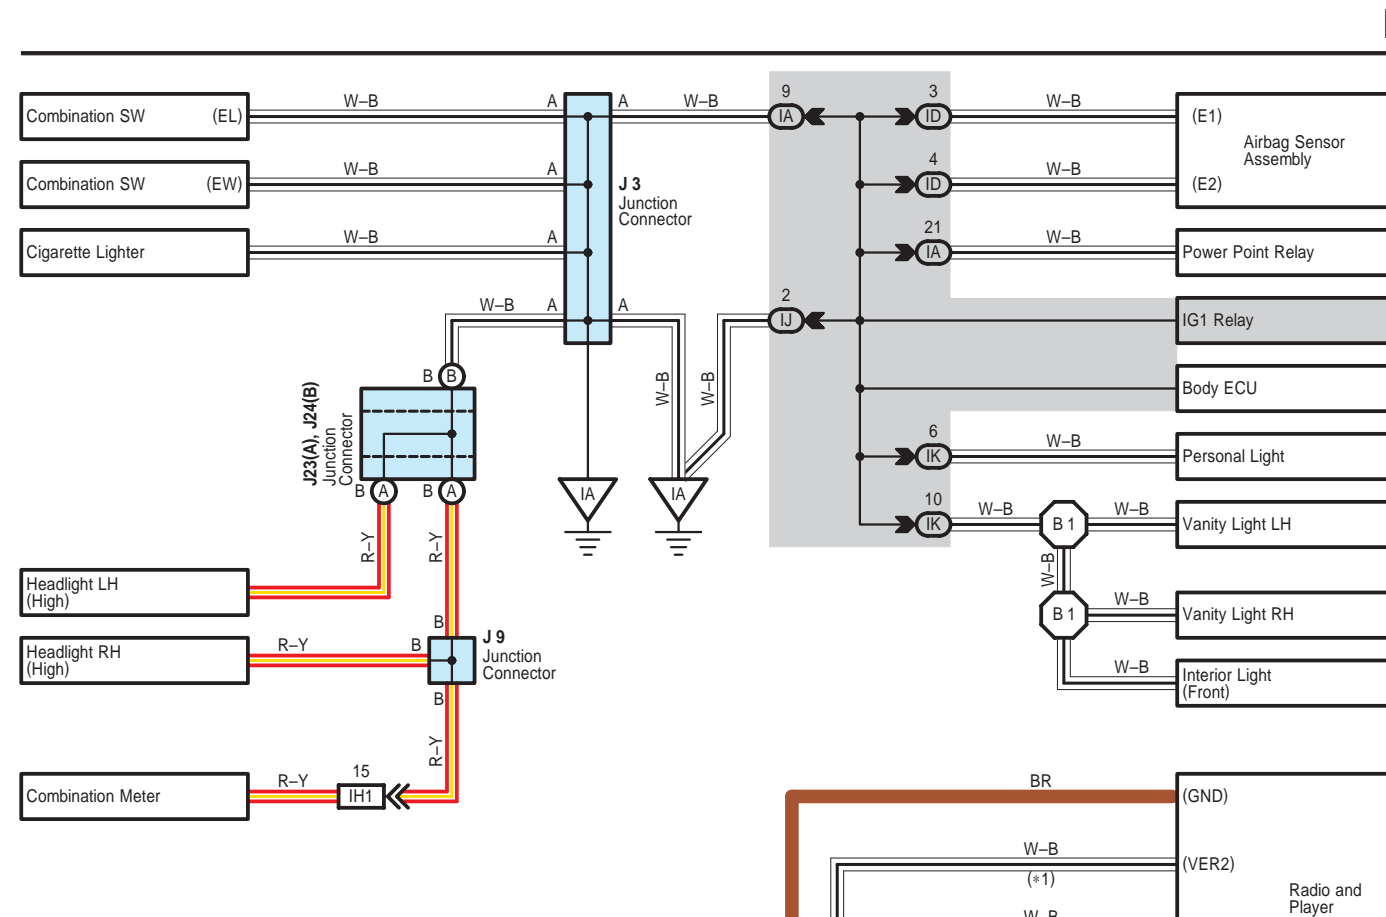 W–B A A W–B 9 3 W–B
Combination SW (EL) IA ID (E1)
Airbag Sensor
Assembly
W–B A 4 W–B
Combination SW (EW) J 3 ID (E2)
Junction
Connector
W–B A 21 W–B
Cigarette Lighter IA Power Point Relay
W–B A A 2
IJ IG1 Relay
B B W–B W–B Body ECU
J23(A), J24(B)
Junction
Connector
6 W–B
IK Personal Light
B A B A IA IA 10 W–B W–B
IK B 1 Vanity Light LH
R–Y R–Y W–B
Headlight LH
(High)
W–B
B 1 Vanity Light RH
B
R–Y B J 9
Headlight RH
(High)
Junction
Connector
W–B
Interior Light
(Front)
B
R–Y
R–Y 15
Combination Meter IH1
BR
(GND)
W–B
(VER2)
(*1)
Radio and
Player
W–B